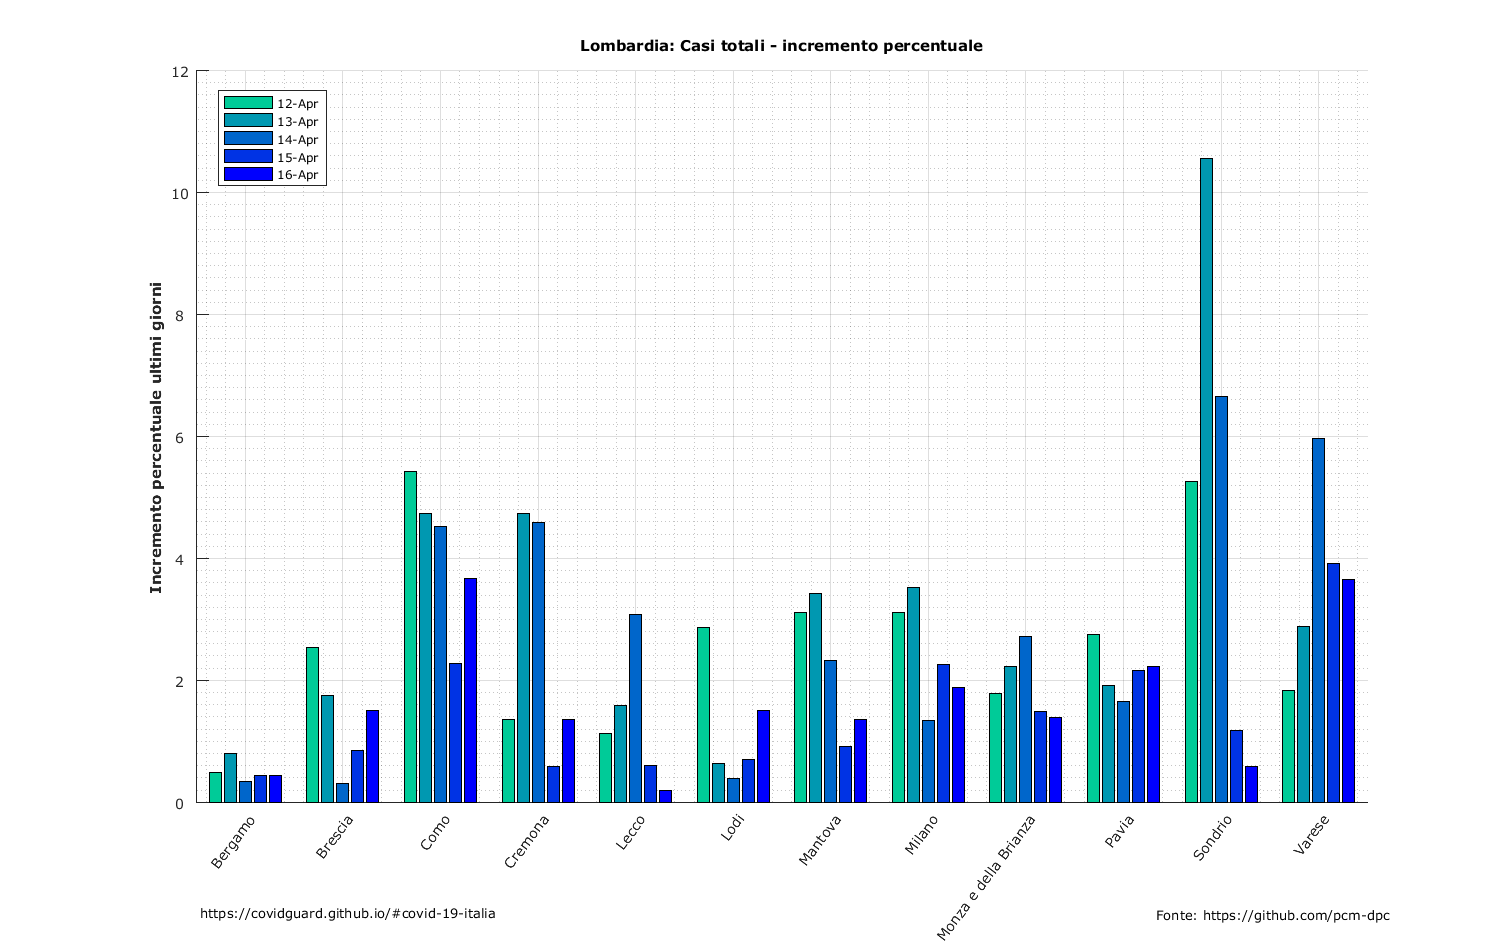 Lombardia: Casi totali - incremento percentuale
12
12-Apr
13-Apr
14-Apr
15-Apr
16-Apr
10
8
6
4
2
0
Incremento percentuale ultimi giorni
Bergamo
Brescia
Como
Cremona
Lecco
Lodi
Mantova
Milano
Monza e della Brianza
Pavia
Sondrio
Varese
https://covidguard.github.io/#covid-19-italia
Fonte: https://github.com/pcm-dpc